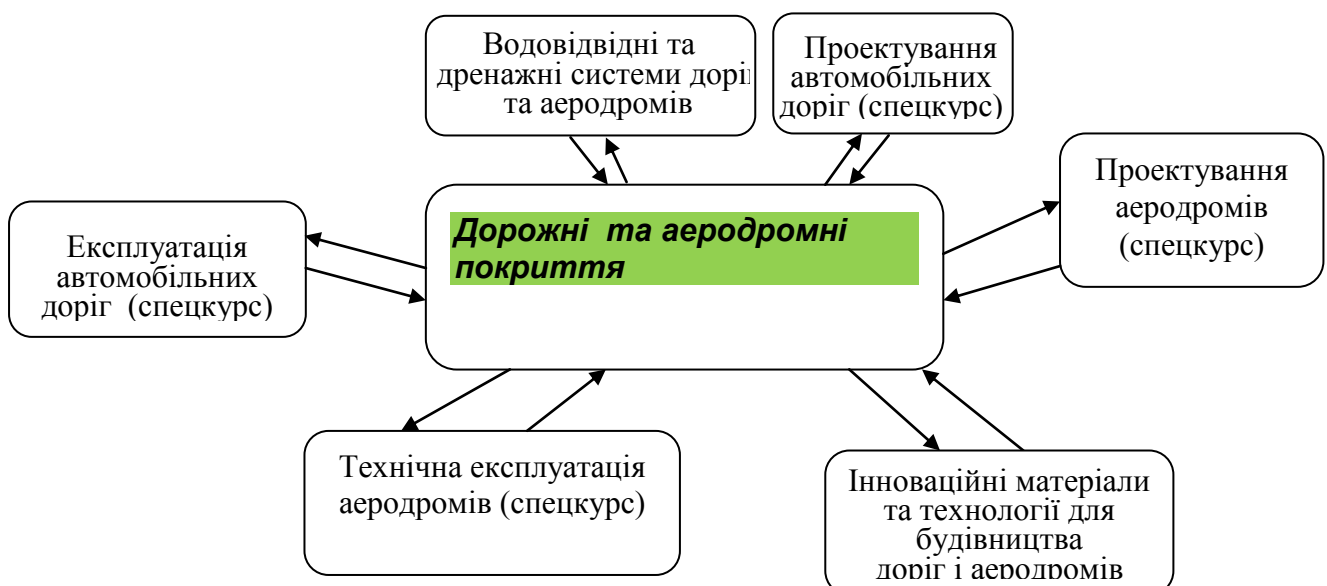 Водовідвідні та
дренажні системи дорі
та аеродромів
Проектування
автомобільних
доріг (спецкурс)
Проектування
аеродромів
(спецкурс)
Дорожні та аеродромні
покриття
Експлуатація
автомобільних
доріг (спецкурс)
Технічна експлуатація
аеродромів (спецкурс)
Інноваційні матеріали
та технології для
будівництва
доріг і аеродромів